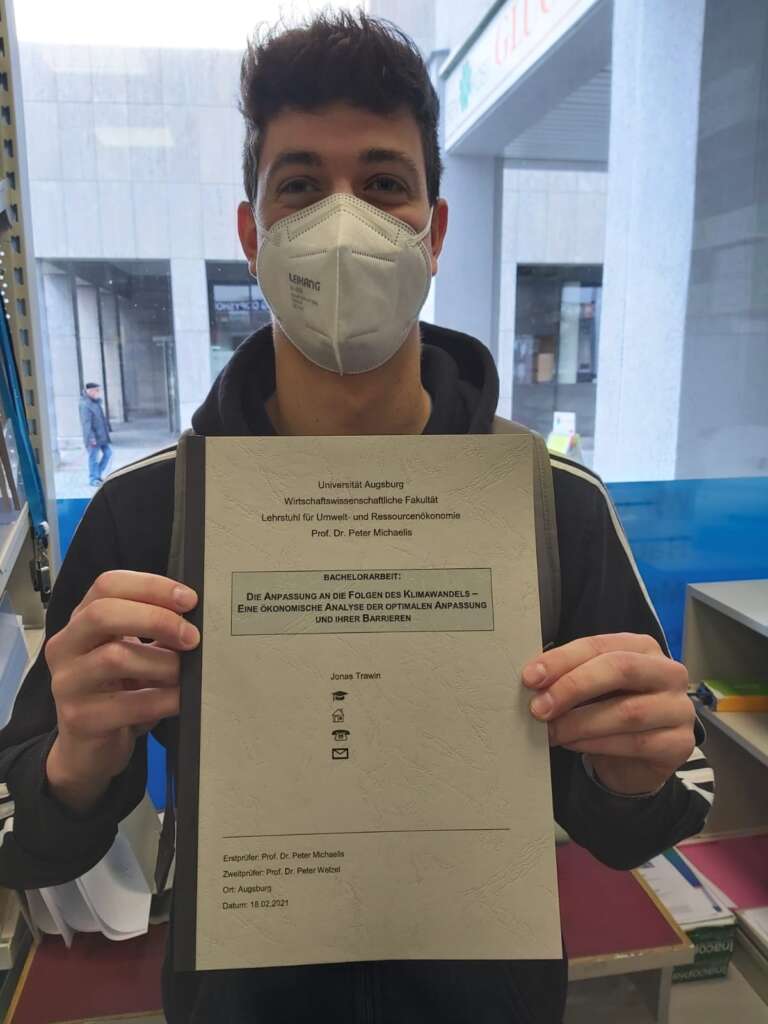 GLÜC
LEIKANG
Universität Augsburg
Wirtschaftswissenschaftliche Fakultät
Lehrstuhl für Umwelt- und Ressourcenökonomie
Prof. Dr. Peter Michaelis
BACHELORARBEIT:
DIE ANPASSUNG AN DIE FOLGEN DES KLIMAWANDELS –
EINE ÖKONOMISCHE ANALYSE DER OPTIMALEN ANPASSUNG
UND IHRER BARRIEREN
Jonas Trawin
Erstprüfer: Prof. Dr. Peter Michaelis
Zweitprüfer: Prof. Dr. Peter Welzel
Ort: Augsburg
Datum: 18.02.2021